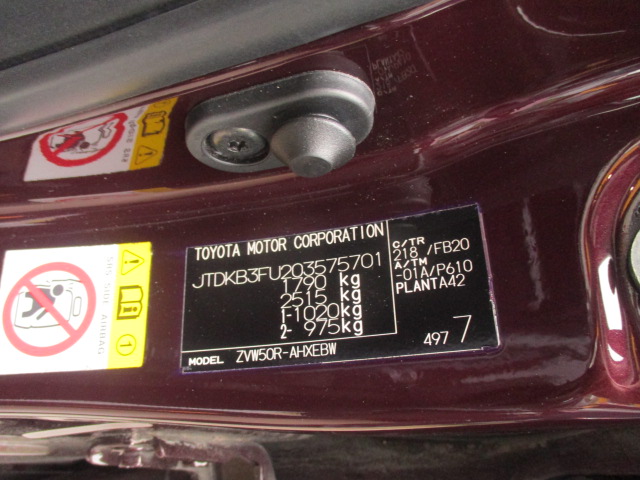 TOYOTA MOTOR CORPORATION
JTDKB3FU203575701
1790 kg
2515 kg
1-1020kg
2- 975kg
MODEL ZVW50R-AHXEBW
C/TR
218 /FB20
A/TM
-01A/P610
PLANTA42
497 7
SRS SIDE AIRBAG